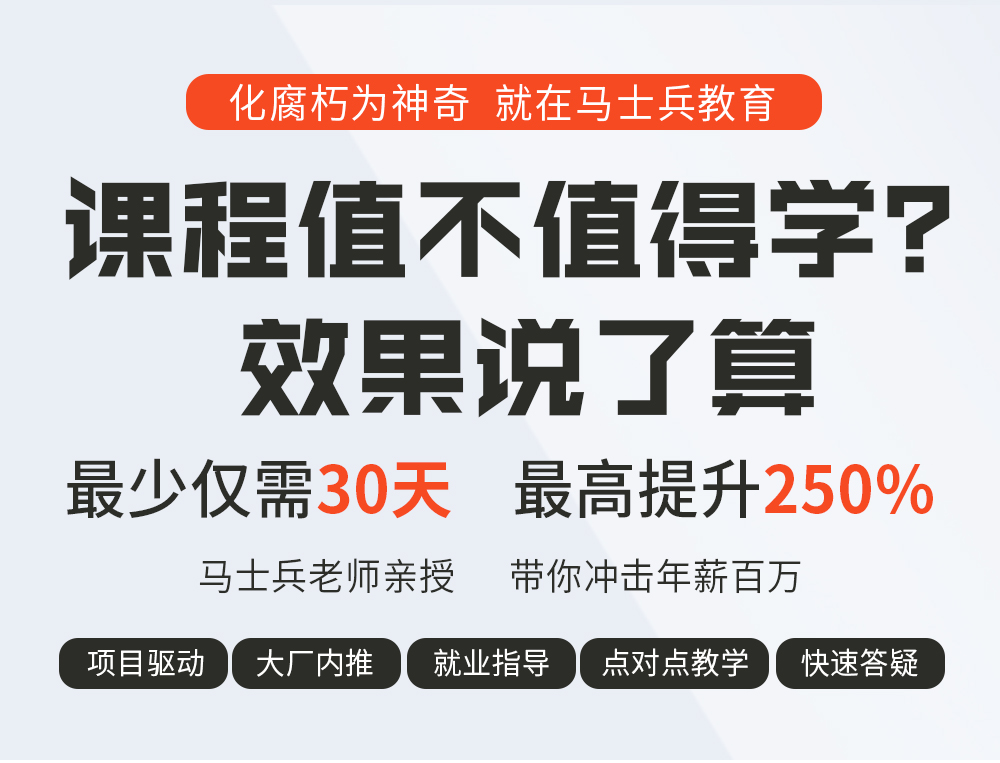 化腐朽为神奇 就在马士兵教育
课程值不值得学?
效果说了算
最少仅需30天 最高提升250%
马士兵老师亲授 带你冲击年薪百万
项目驱动 大厂内推 就业指导 点对点教学 快速答疑